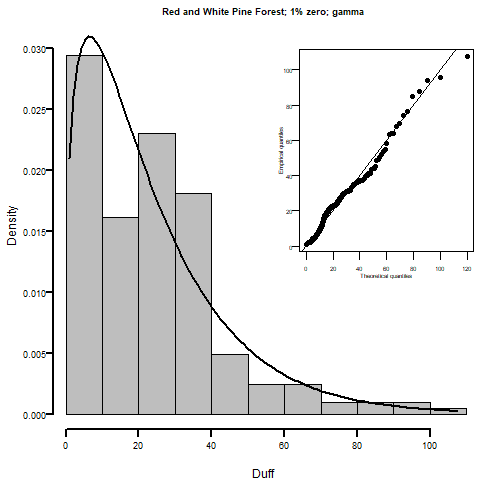 Red and White Pine Forest; 1% zero; gamma
0.030
0.025
0.020
0.015
0.010
0.005
0.000
Density
0 20 40 60 80 100
Duff
100
80
60
40
20
0
Empirical quantiles
0 20 40 60 80 100 120
Theoretical quantiles